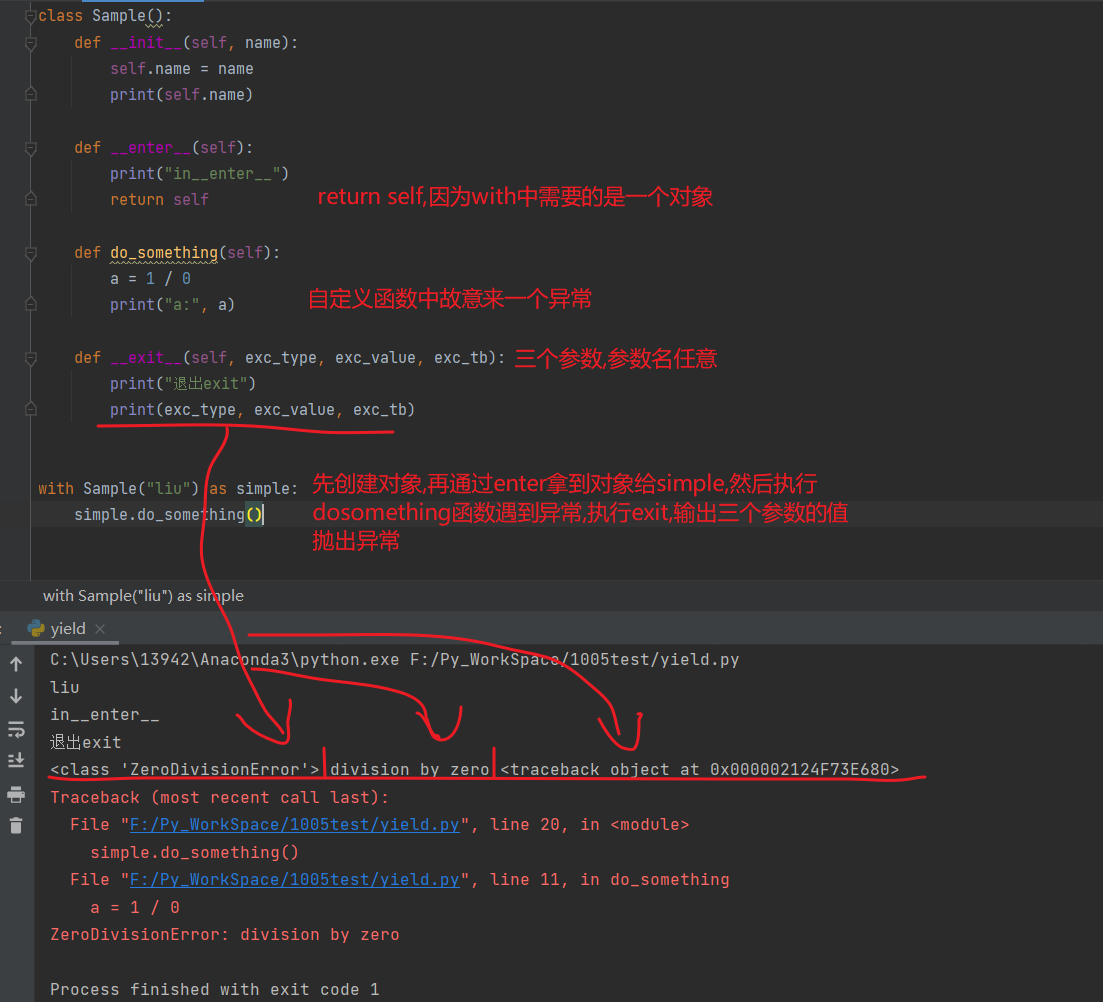 class Sample():
def __init__(self, name):
self.name = name
print(self.name)
def __enter__(self):
print("in__enter__")
return self
return self,因为with中需要的是一个对象
def do_something(self):
a = 1 / 0
print("a:", a)
自定义函数中故意来一个异常
def __exit__(self, exc_type, exc_value, exc_tb):
三个参数,参数名任意
print("退出exit")
print(exc_type, exc_value, exc_tb)
with Sample("liu") as simple:
simple.do_something()
先创建对象,再通过enter拿到对象给simple,然后执行
dosomething函数遇到异常,执行exit,输出三个参数的值
抛出异常
with Sample("liu") as simple
: yield ×
C:\Users\13942\Anaconda3\python.exe F:/Py_WorkSpace/1005test/yield.py
liu
in__enter__
退出exit
<class 'ZeroDivisionError'> division by zero <traceback object at 0x000002124F73E680>
Traceback (most recent call last):
File "F:/Py_WorkSpace/1005test/yield.py", line 20, in <module>
simple.do_something()
File "F:/Py_WorkSpace/1005test/yield.py", line 11, in do_something
a = 1 / 0
ZeroDivisionError: division by zero
Process finished with exit code 1